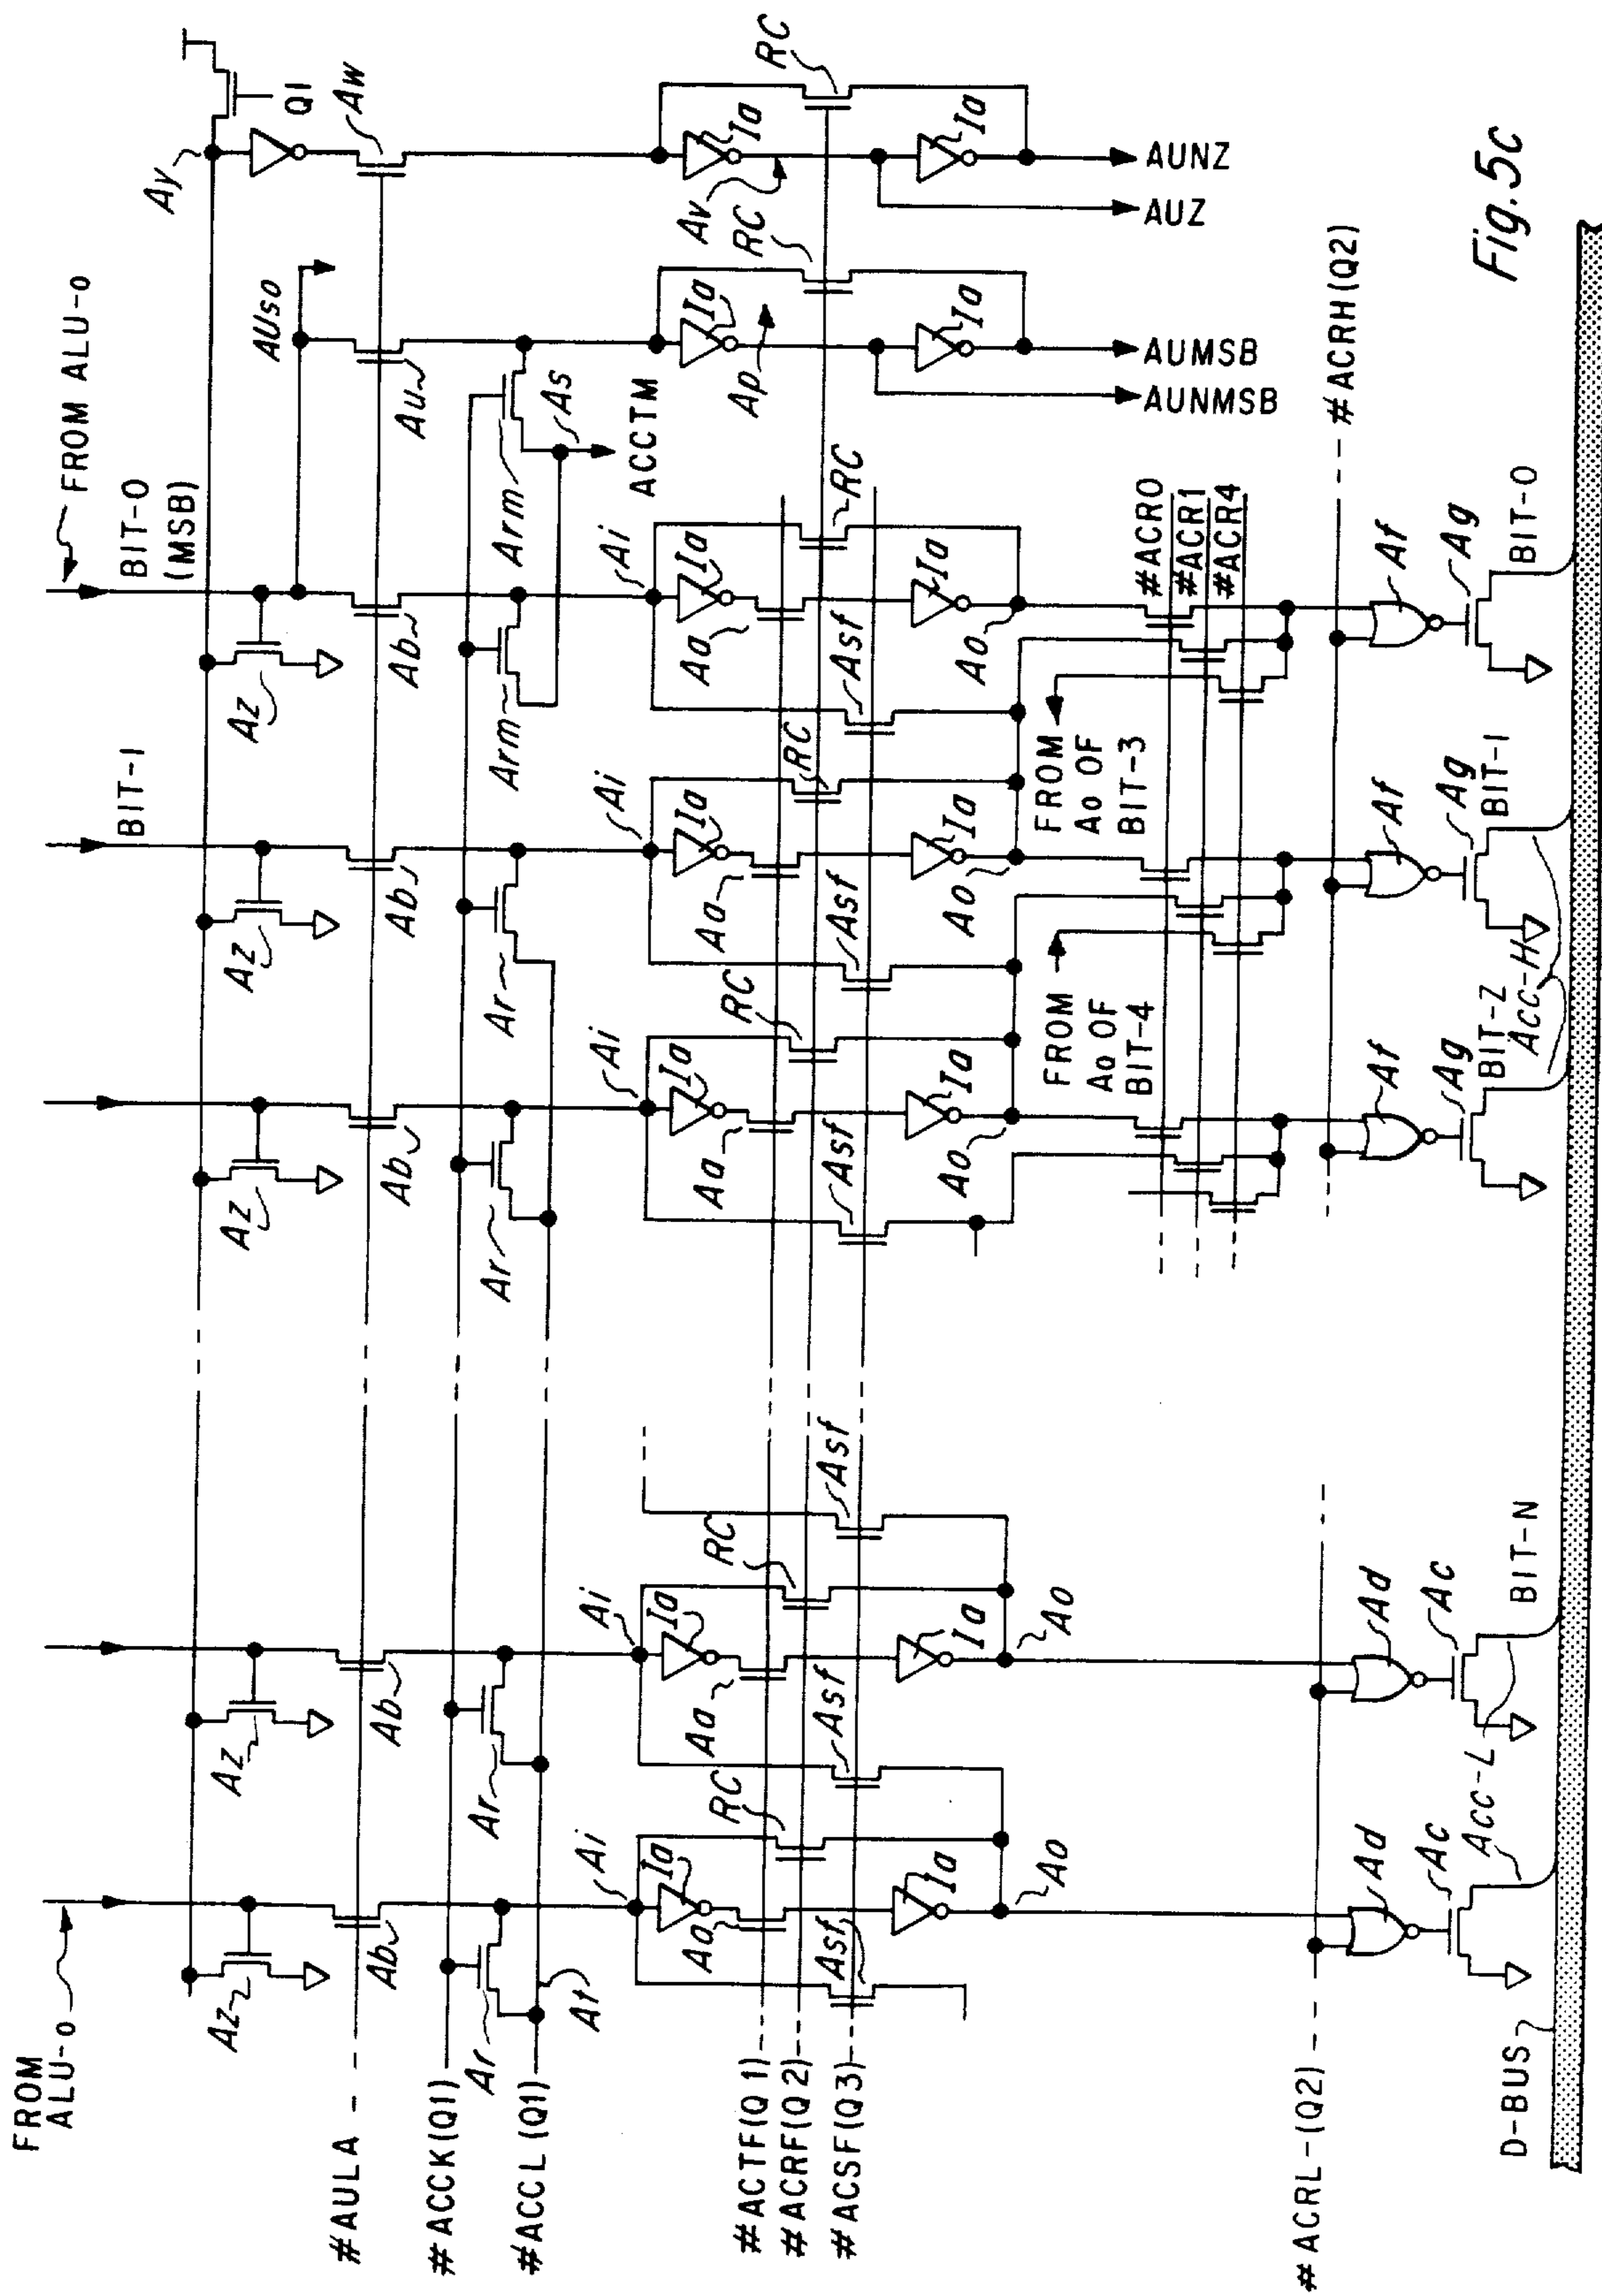 FROM ALU-o
BIT-O
(MSB)
BIT-1
FROM
ALU-o
Q1
Ay
AUso
Aw
Az
Az
Az
Az
Az
#AULA
Ab
Ab
Ab
Ab
Ab
Au
#ACCK(Q1)
Ar
Ar
Ar
Ar
Arm
Arm
As
#ACCL(Q1)
At
ACCTM
Ai
Ai
Ai
Ai
Ai
Ia
Ia
Ia
Ia
Ia
Ia
Ia
Ap
Av
RC
RC
RC
RC
RC
RC
RC
#ACTF(Q1)
#ACRF(Q2)
#ACSF(Q3)
Aa
Aa
Aa
Aa
Aa
Asf
Asf
Asf
Asf
Asf
Asf
Ia
Ia
Ia
Ia
Ia
Ia
Ia
Ao
Ao
Ao
Ao
Ao
AUNZ
AUZ
AUMSB
AUNMSB
#ACR0
#ACR1
#ACR4
FROM
Ao OF
BIT-3
FROM
Ao OF
BIT-4
#ACRH(Q2)
#ACRL-(Q2)
Af
Af
Af
Ad
Ad
Ag
Ag
Ag
Ac
Ac
BIT-O
BIT-1
BIT-Z
BIT-N
Acc-H
Acc-L
D-BUS
Fig. 5c